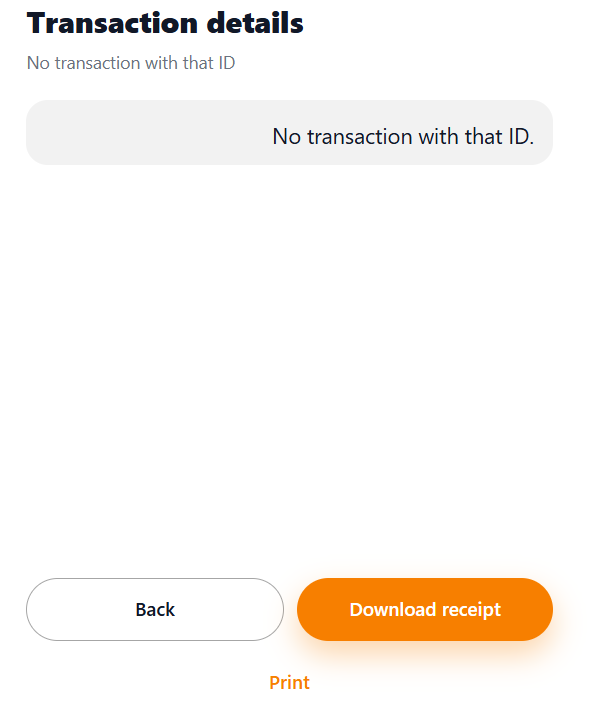 Transaction details
No transaction with that ID
No transaction with that ID.
Back
Download receipt
Print